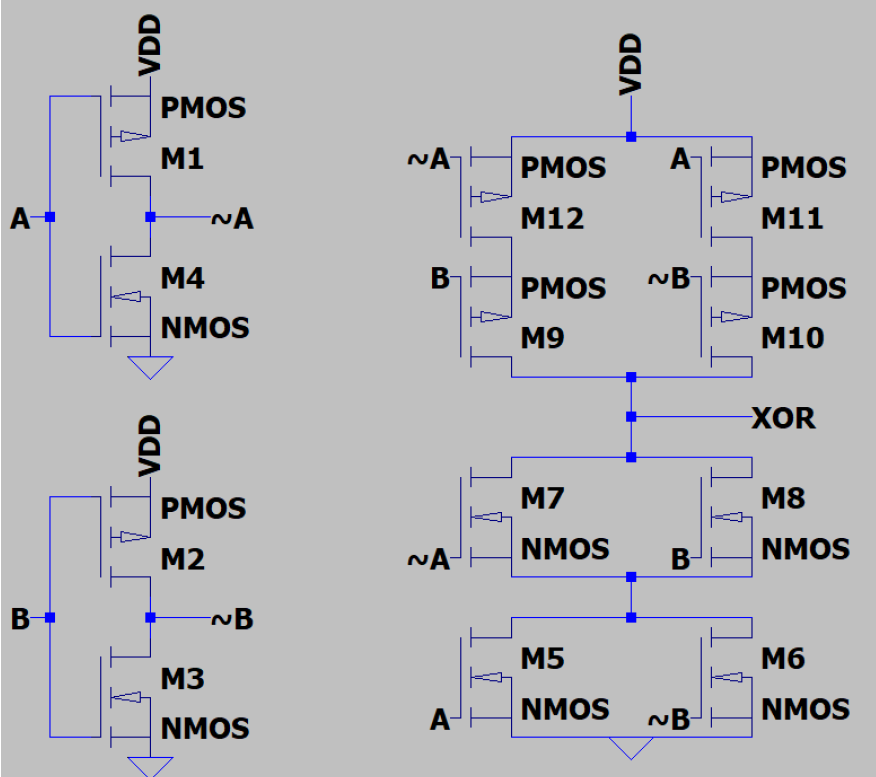 VDD
PMOS
M1
A
~A
M4
NMOS
VDD
PMOS
M2
B
~B
M3
NMOS
VDD
~A
PMOS
M12
A
PMOS
M11
B
PMOS
M9
~B
PMOS
M10
XOR
M7
NMOS
~A
M8
NMOS
B
M5
NMOS
A
M6
NMOS
~B